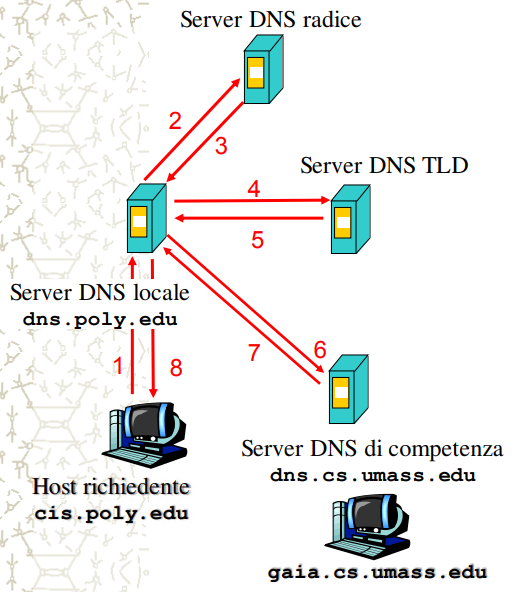 Server DNS radice
2
3
Server DNS TLD
4
5
Server DNS locale
dns.poly.edu
1
8
7
6
Server DNS di competenza
dns.cs.umass.edu
Host richiedente
cis.poly.edu
gaia.cs.umass.edu